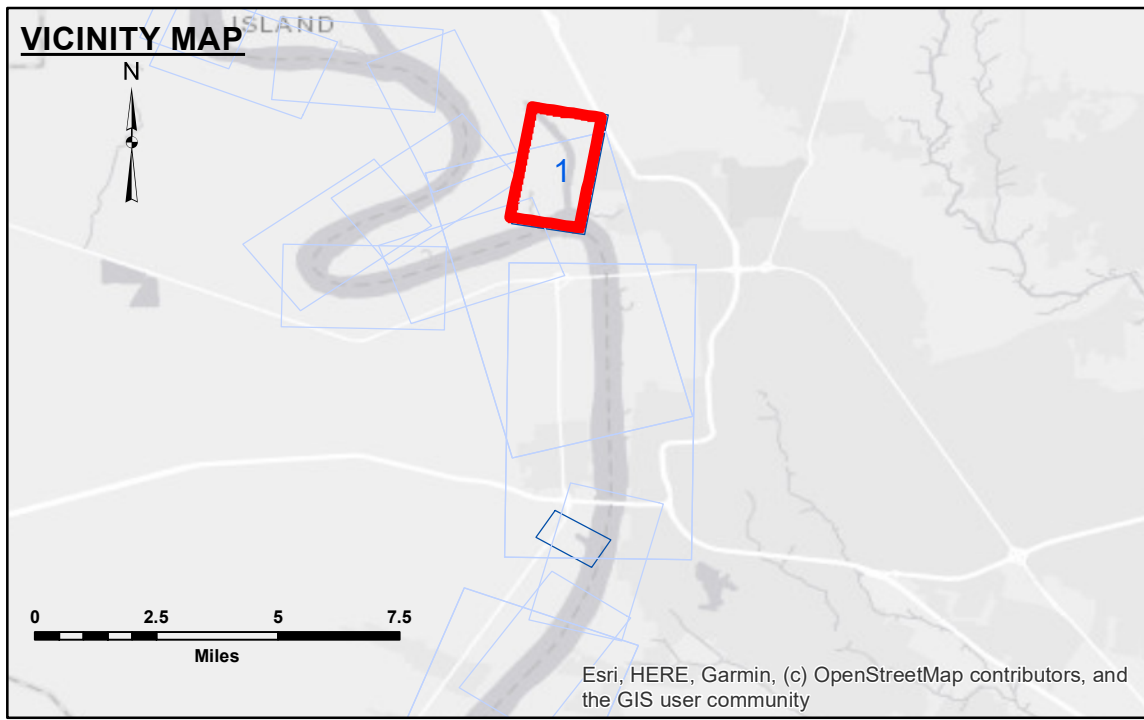 ISLAND
VICINITY MAP
N
1
0 2.5 5 7.5
Miles
Esri, HERE, Garmin, (c) OpenStreetMap contributors, and
the GIS user community